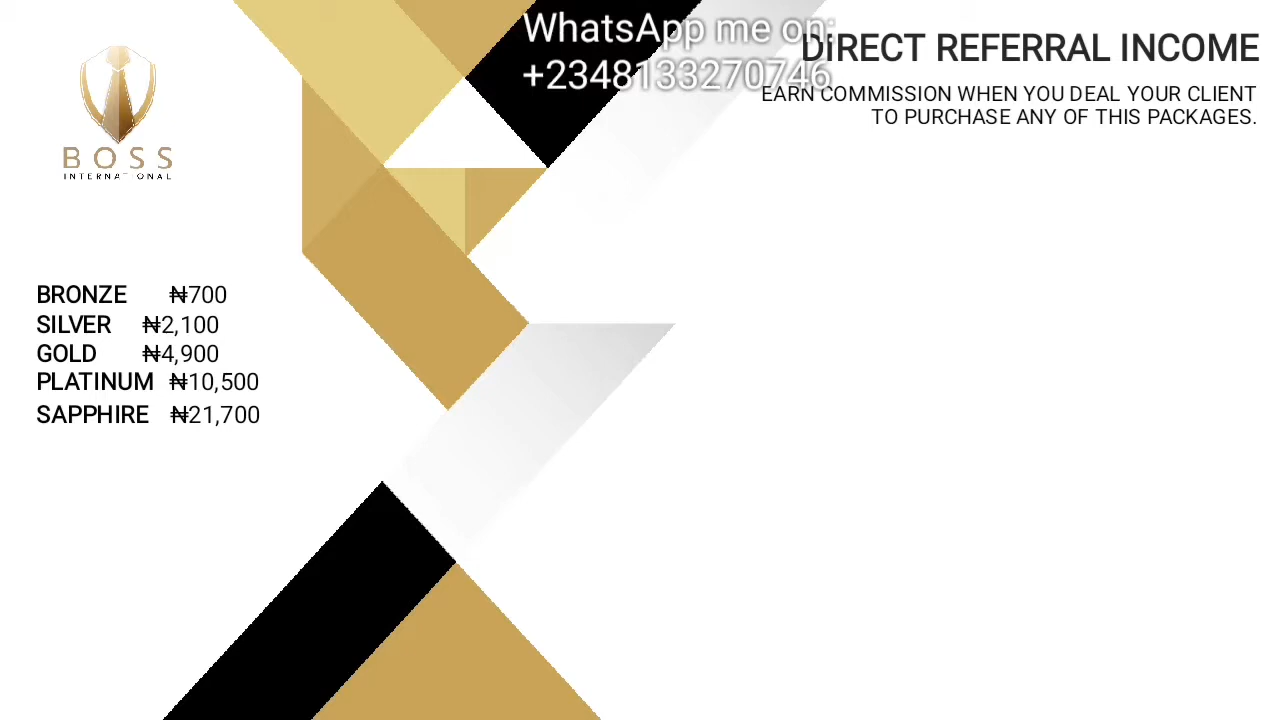 WhatsApp me on:
+2348133270746
DIRECT REFERRAL INCOME
EARN COMMISSION WHEN YOU DEAL YOUR CLIENT
TO PURCHASE ANY OF THIS PACKAGES.
BOSS
INTERNATIONAL
BRONZE ₦700
SILVER ₦2,100
GOLD ₦4,900
PLATINUM ₦10,500
SAPPHIRE ₦21,700